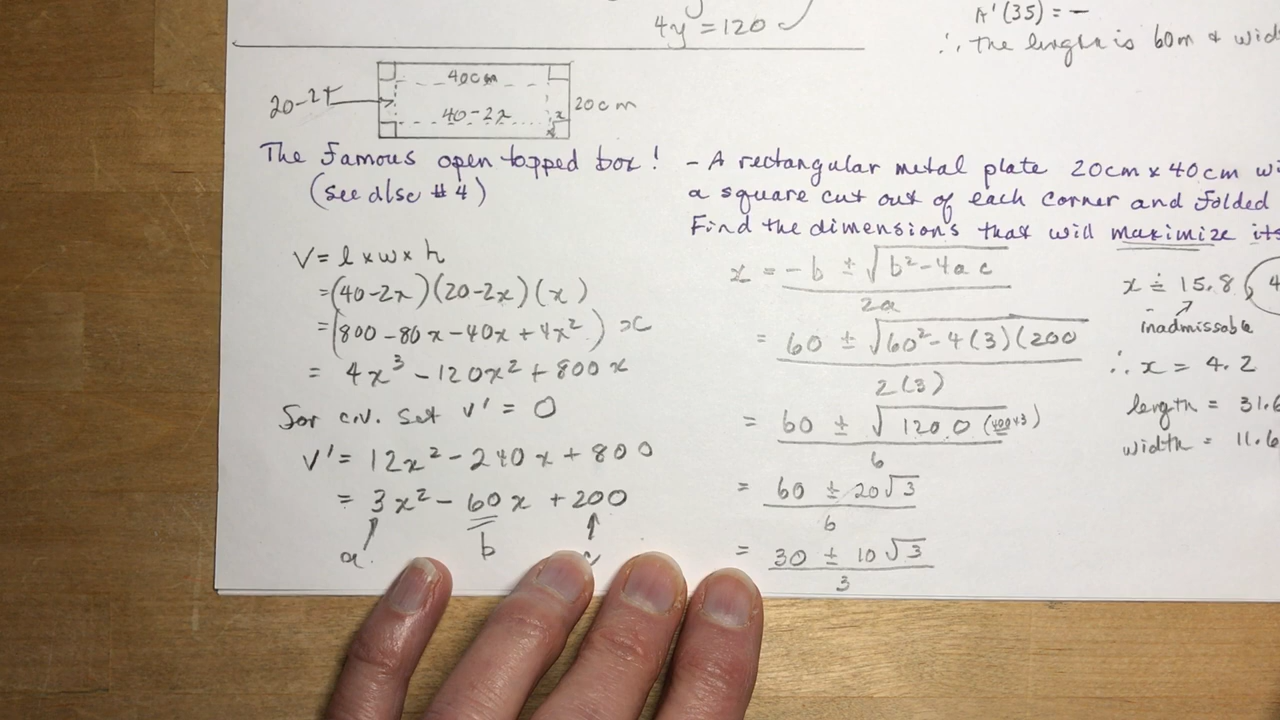 4y = 120
A'(35) = -
∴ the length is 60m & wid
40cm
20-2x
40-2x
20cm
x
x
The famous open topped box!
(see dlsc #4)
- A rectangular metal plate 20cm x 40cm wi
a square cut out of each corner and folded
Find the dimensions that will maximize its
V = l x w x h
= (40-2x)(20-2x)(x)
= (800 - 80x - 40x + 4x²) x
= 4x³ - 120x² + 800x
for c.v. set V' = 0
V' = 12x² - 240x + 800
= 3x² - 60x + 200
a b c
x = -b ± √b²-4ac
2a
= 60 ± √60²-4(3)(200
2(3)
= 60 ± √1200 (400x3)
6
= 60 ± 20√3
6
= 30 ± 10√3
3
x ≐ 15.8, 4
inadmissable
∴ x = 4.2
length = 31.6
width = 11.6